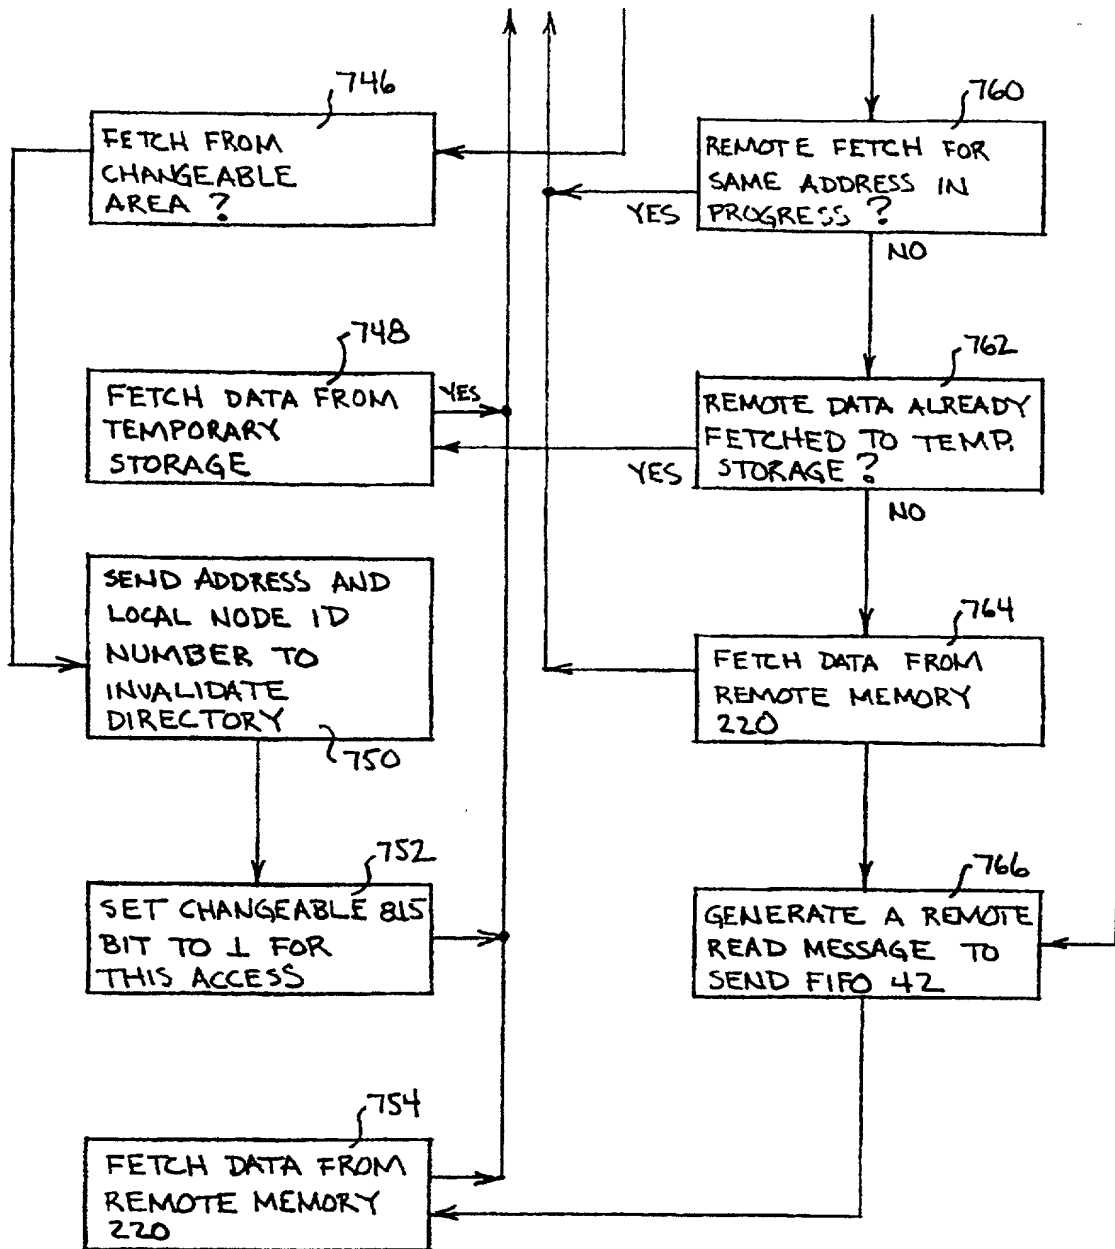 746
FETCH FROM
CHANGEABLE
AREA ?
760
REMOTE FETCH FOR
SAME ADDRESS IN
PROGRESS ?
YES
NO
748
FETCH DATA FROM
TEMPORARY
STORAGE
YES
762
REMOTE DATA ALREADY
FETCHED TO TEMP.
STORAGE ?
YES
NO
SEND ADDRESS AND
LOCAL NODE ID
NUMBER TO
INVALIDATE
DIRECTORY
750
764
FETCH DATA FROM
REMOTE MEMORY
220
752
SET CHANGEABLE 815
BIT TO 1 FOR
THIS ACCESS
766
GENERATE A REMOTE
READ MESSAGE TO
SEND FIFO 42
754
FETCH DATA FROM
REMOTE MEMORY
220